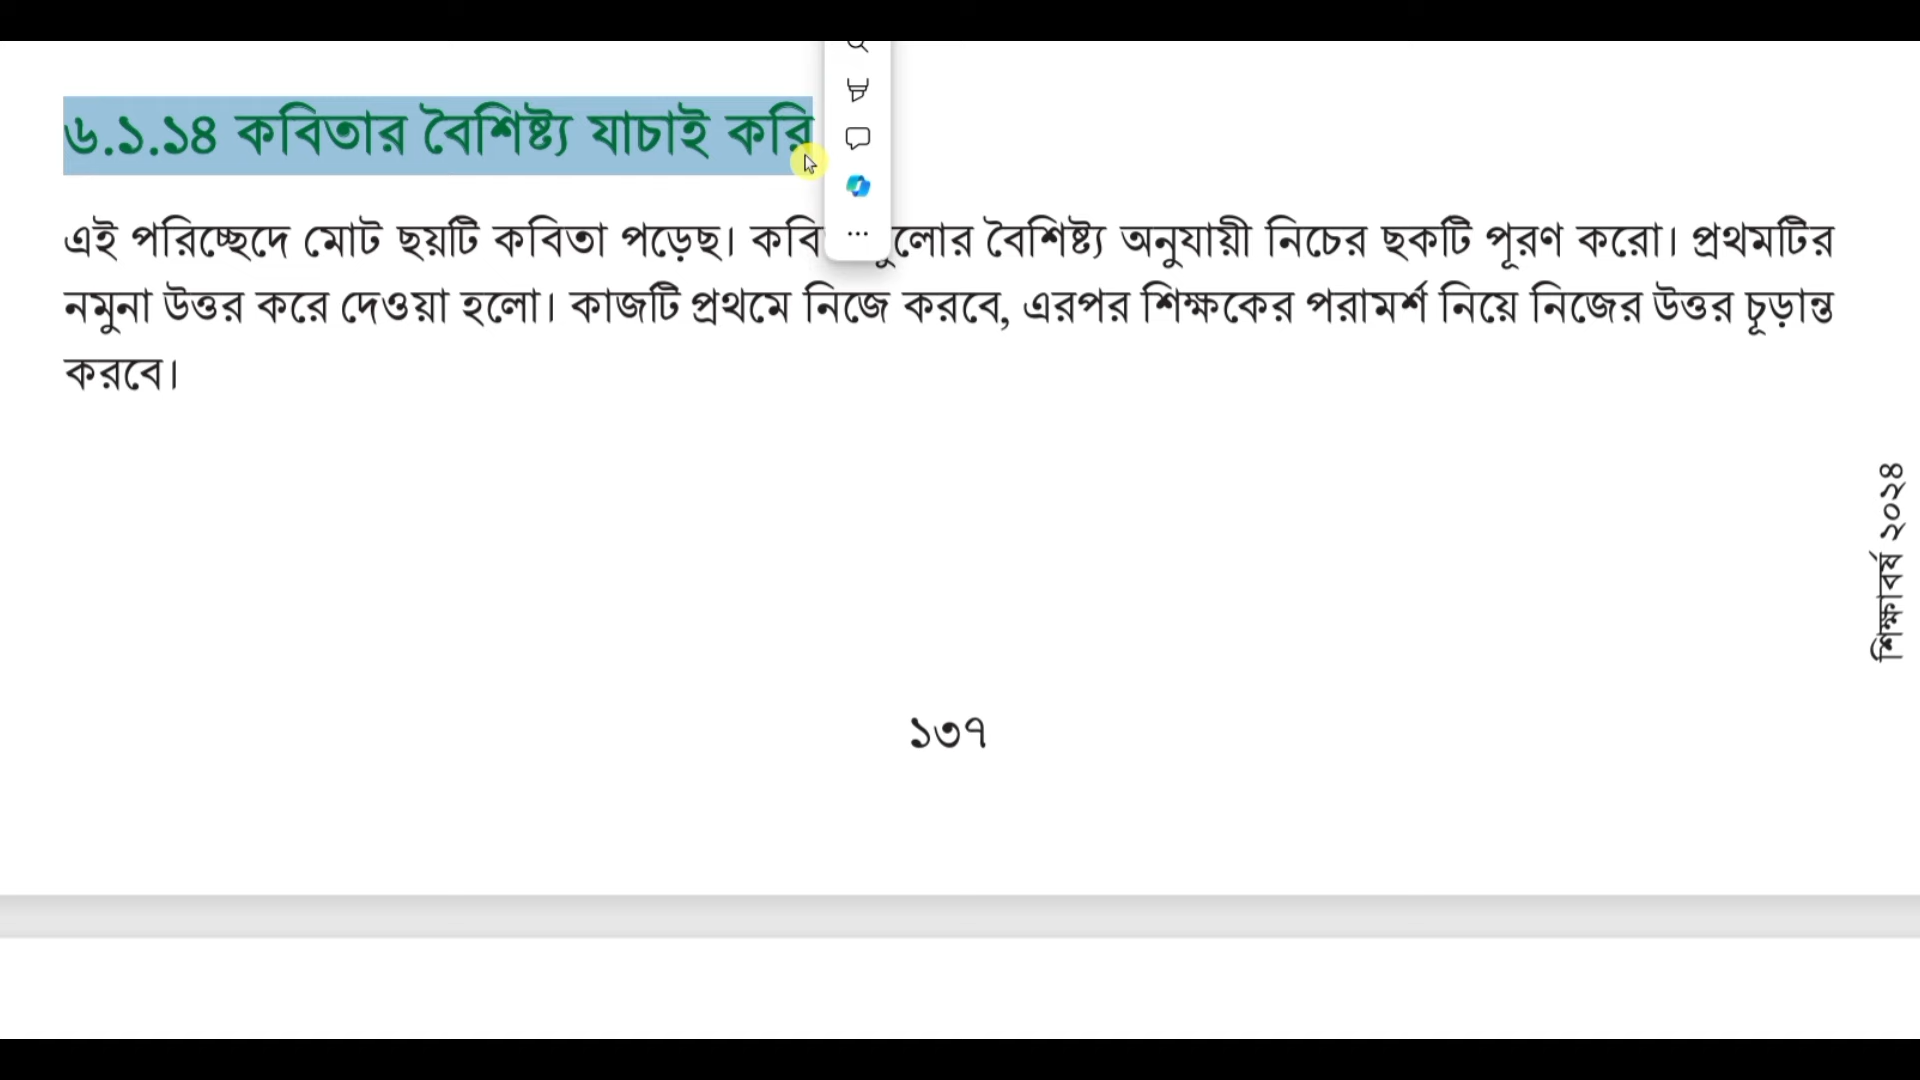 ৬.১.১৪ কবিতার বৈশিষ্ট্য যাচাই করি
এই পরিচ্ছেদে মোট ছয়টি কবিতা পড়েছ। বৈশিষ্ট্য অনুযায়ী নিচের ছকটি পূরণ করো। প্রথমটির
নমুনা উত্তর করে দেওয়া হলো। কাজটি প্রথমে নিজে করবে, এরপর শিক্ষকের পরামর্শ নিয়ে নিজের উত্তর চূড়ান্ত
করবে।
শিক্ষাবর্ষ ২০২৪
১৩৭